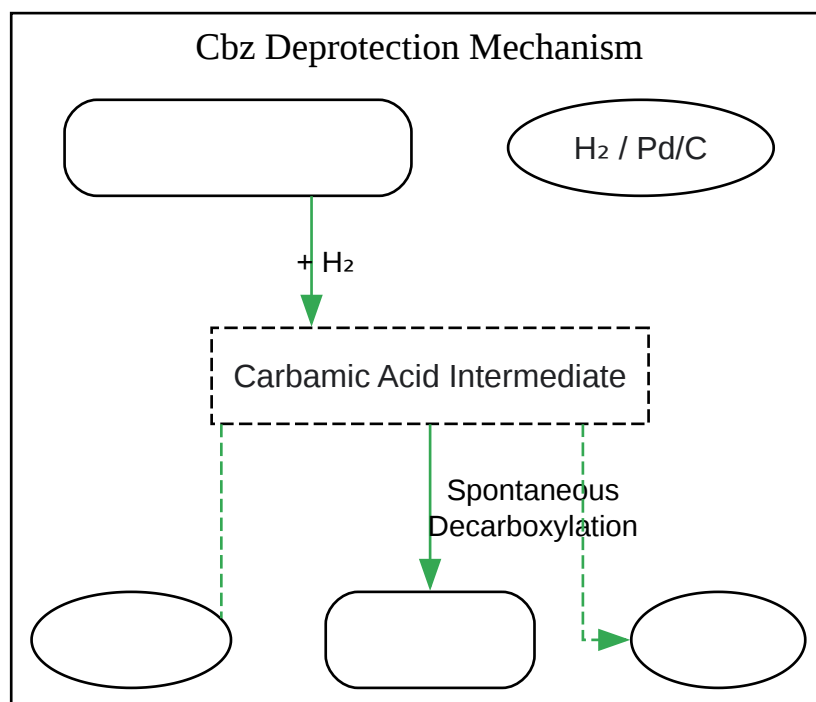 Cbz Deprotection Mechanism
H₂ / Pd/C
+ H₂
Carbamic Acid Intermediate
Spontaneous
Decarboxylation